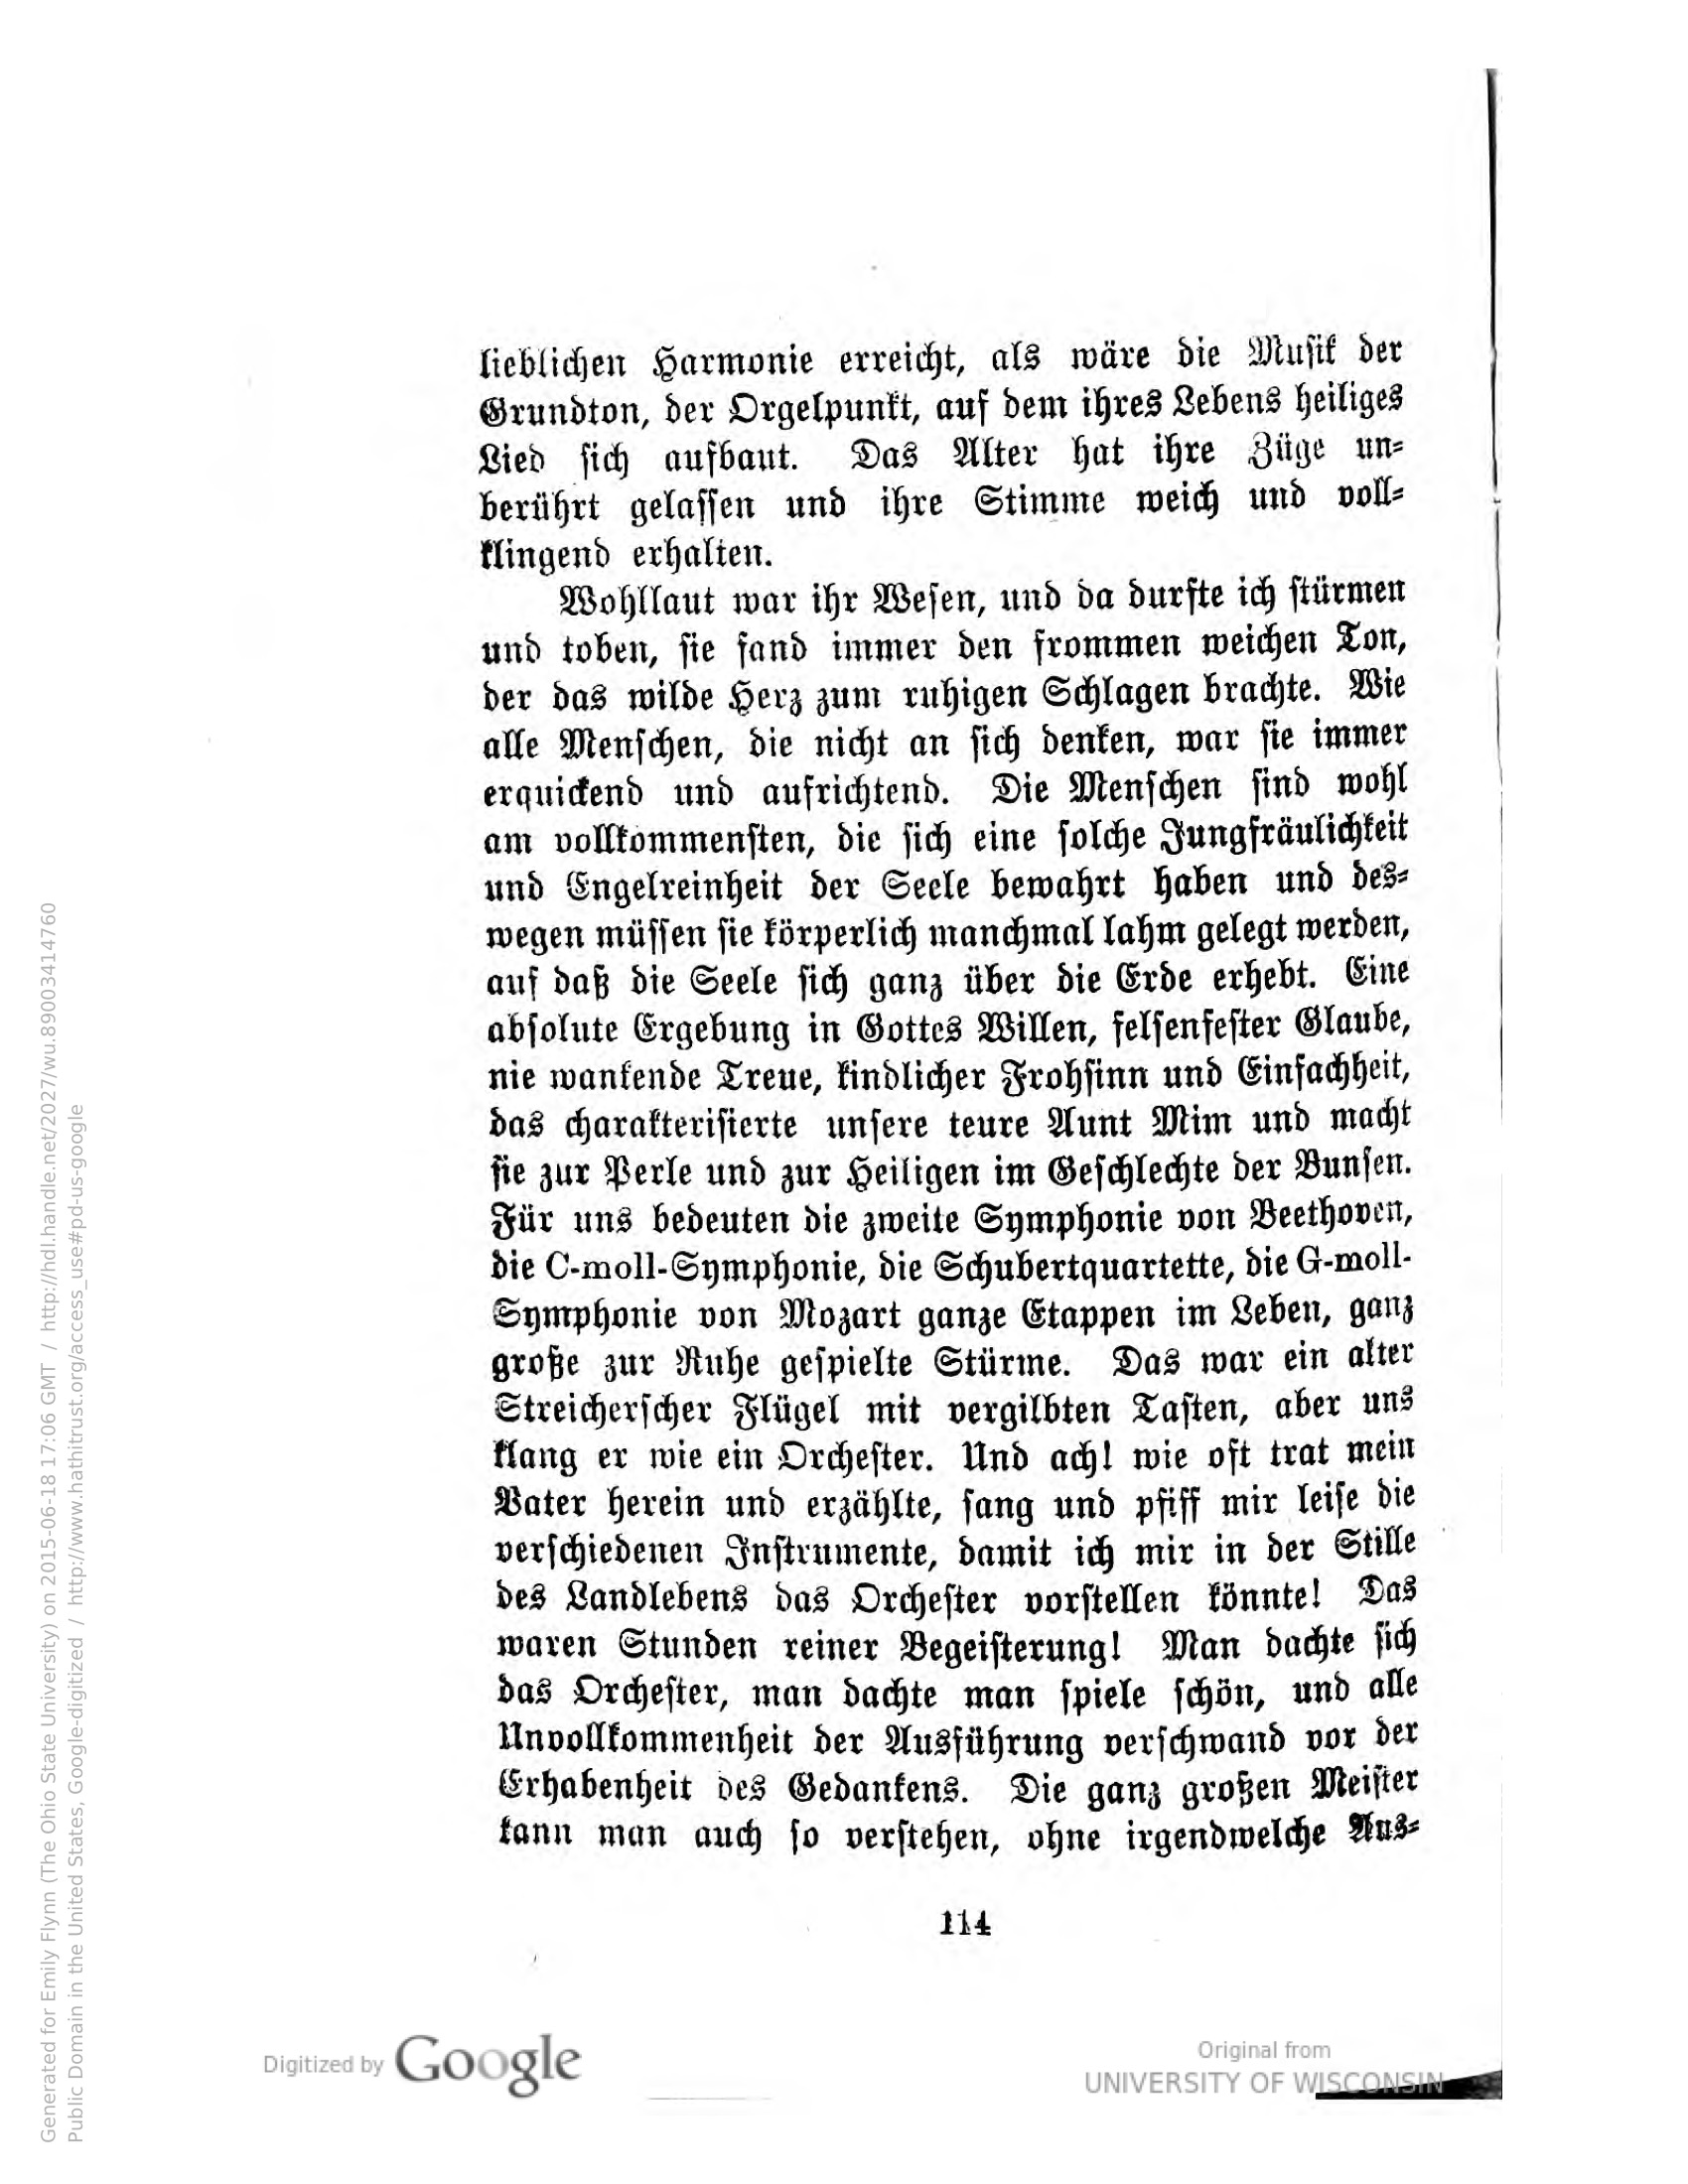 lieblichen Harmonie erreicht, als wäre die Musik der
Grundton, der Orgelpunkt, auf dem ihres Lebens heiliges
Lied sich aufbaut. Das Alter hat ihre Züge un-
berührt gelassen und ihre Stimme weich und voll-
klingend erhalten.
Wohllaut war ihr Wesen, und da durfte ich stürmen
und toben, sie fand immer den frommen weichen Ton,
der das wilde Herz zum ruhigen Schlagen brachte. Wie
alle Menschen, die nicht an sich denken, war sie immer
erquickend und aufrichtend. Die Menschen sind wohl
am vollkommensten, die sich eine solche Jungfräulichkeit
und Engelreinheit der Seele bewahrt haben und des-
wegen müssen sie körperlich manchmal lahm gelegt werden,
auf daß die Seele sich ganz über die Erde erhebt. Eine
absolute Ergebung in Gottes Willen, felsenfester Glaube,
nie wankende Treue, kindlicher Frohsinn und Einfachheit,
das charakterisierte unsere teure Aunt Mim und macht
sie zur Perle und zur Heiligen im Geschlechte der Bunsen.
Für uns bedeuten die zweite Symphonie von Beethoven,
die C-moll-Symphonie, die Schubertquartette, die G-moll-
Symphonie von Mozart ganze Etappen im Leben, ganz
große zur Ruhe gespielte Stürme. Das war ein alter
Streicherscher Flügel mit vergilbten Tasten, aber uns
klang er wie ein Orchester. Und ach! wie oft trat mein
Vater herein und erzählte, sang und pfiff mir leise die
verschiedenen Instrumente, damit ich mir in der Stille
des Landlebens das Orchester vorstellen könnte! Das
waren Stunden reiner Begeisterung! Man dachte sich
das Orchester, man dachte man spiele schön, und alle
Unvollkommenheit der Ausführung verschwand vor der
Erhabenheit des Gedankens. Die ganz großen Meister
kann man auch so verstehen, ohne irgendwelche Aus-
114
Digitized by Google
Original from
UNIVERSITY OF WISCONSIN
Generated for Emily Flynn (The Ohio State University) on 2015-06-18 17:06 GMT / http://hdl.handle.net/2027/wu.89003414760
Public Domain in the United States, Google-digitized / http://www.hathitrust.org/access_use#pd-us-google